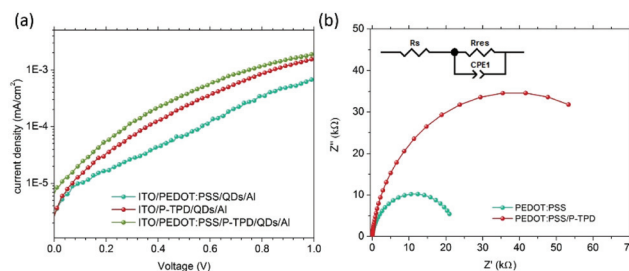 (a)
current density (mA/cm²)
1E-3
1E-4
1E-5
ITO/PEDOT:PSS/QDs/Al
ITO/P-TPD/QDs/Al
ITO/PEDOT:PSS/P-TPD/QDs/Al
0.0 0.2 0.4 0.6 0.8 1.0
Voltage (V)
(b)
Rs Rres
CPE1
Z'' (kΩ)
50
40
30
20
10
0
PEDOT:PSS
PEDOT:PSS/P-TPD
0 10 20 30 40 50 60 70
Z' (kΩ)